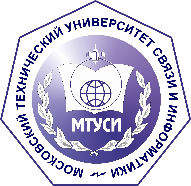 МОСКОВСКИЙ ТЕХНИЧЕСКИЙ УНИВЕРСИТЕТ СВЯЗИ И ИНФОРМАТИКИ
МТУСИ